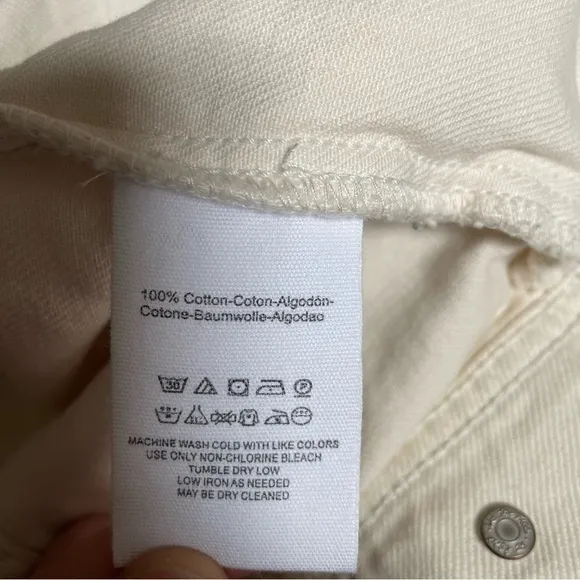 100% Cotton-Coton-Algodón-
Cotone-Baumwolle-Algodao
30 P
MACHINE WASH COLD WITH LIKE COLORS
USE ONLY NON-CHLORINE BLEACH
TUMBLE DRY LOW
LOW IRON AS NEEDED
MAY BE DRY CLEANED